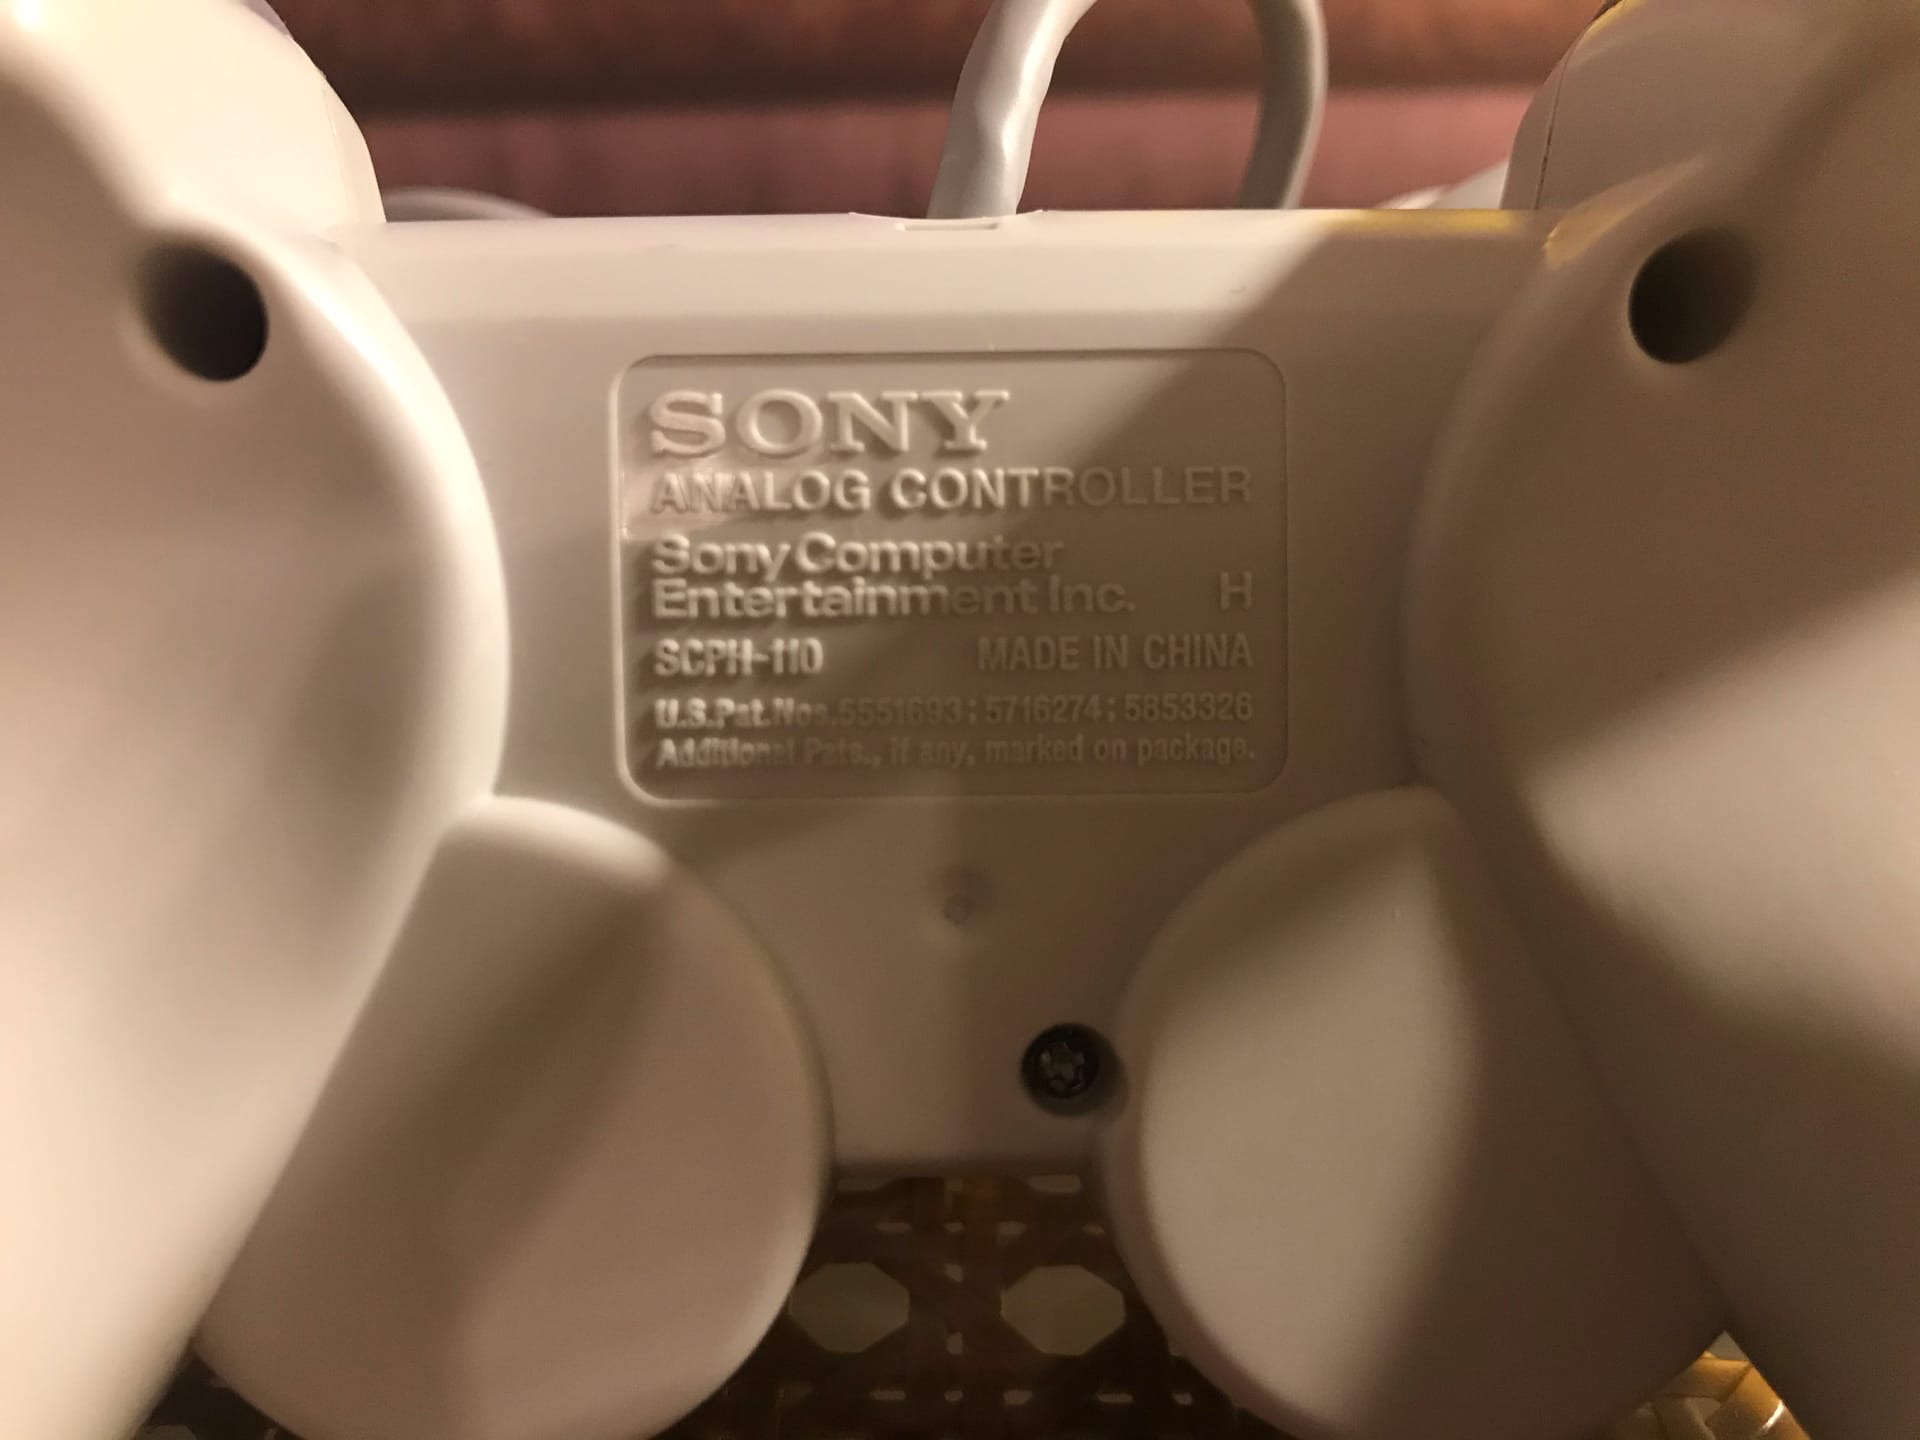 SONY
ANALOG CONTROLLER
Sony Computer
Entertainment Inc. H
SCPH-110 MADE IN CHINA
U.S.Pat.Nos.5551693; 5716274; 5853326
Additional Pats., if any, marked on package.